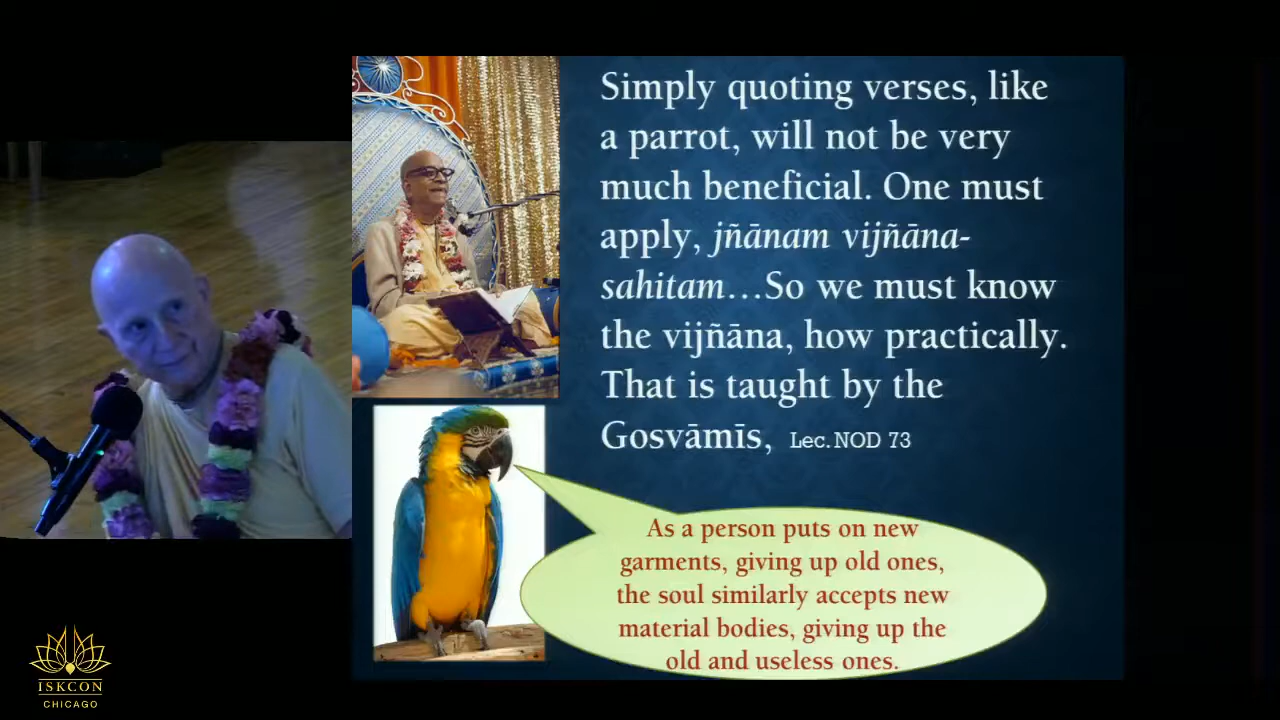 Simply quoting verses, like
a parrot, will not be very
much beneficial. One must
apply, jñānam vijñāna-
sahitam...So we must know
the vijñāna, how practically.
That is taught by the
Gosvāmīs, Lec. NOD 73
As a person puts on new
garments, giving up old ones,
the soul similarly accepts new
material bodies, giving up the
old and useless ones.
ISKCON
CHICAGO